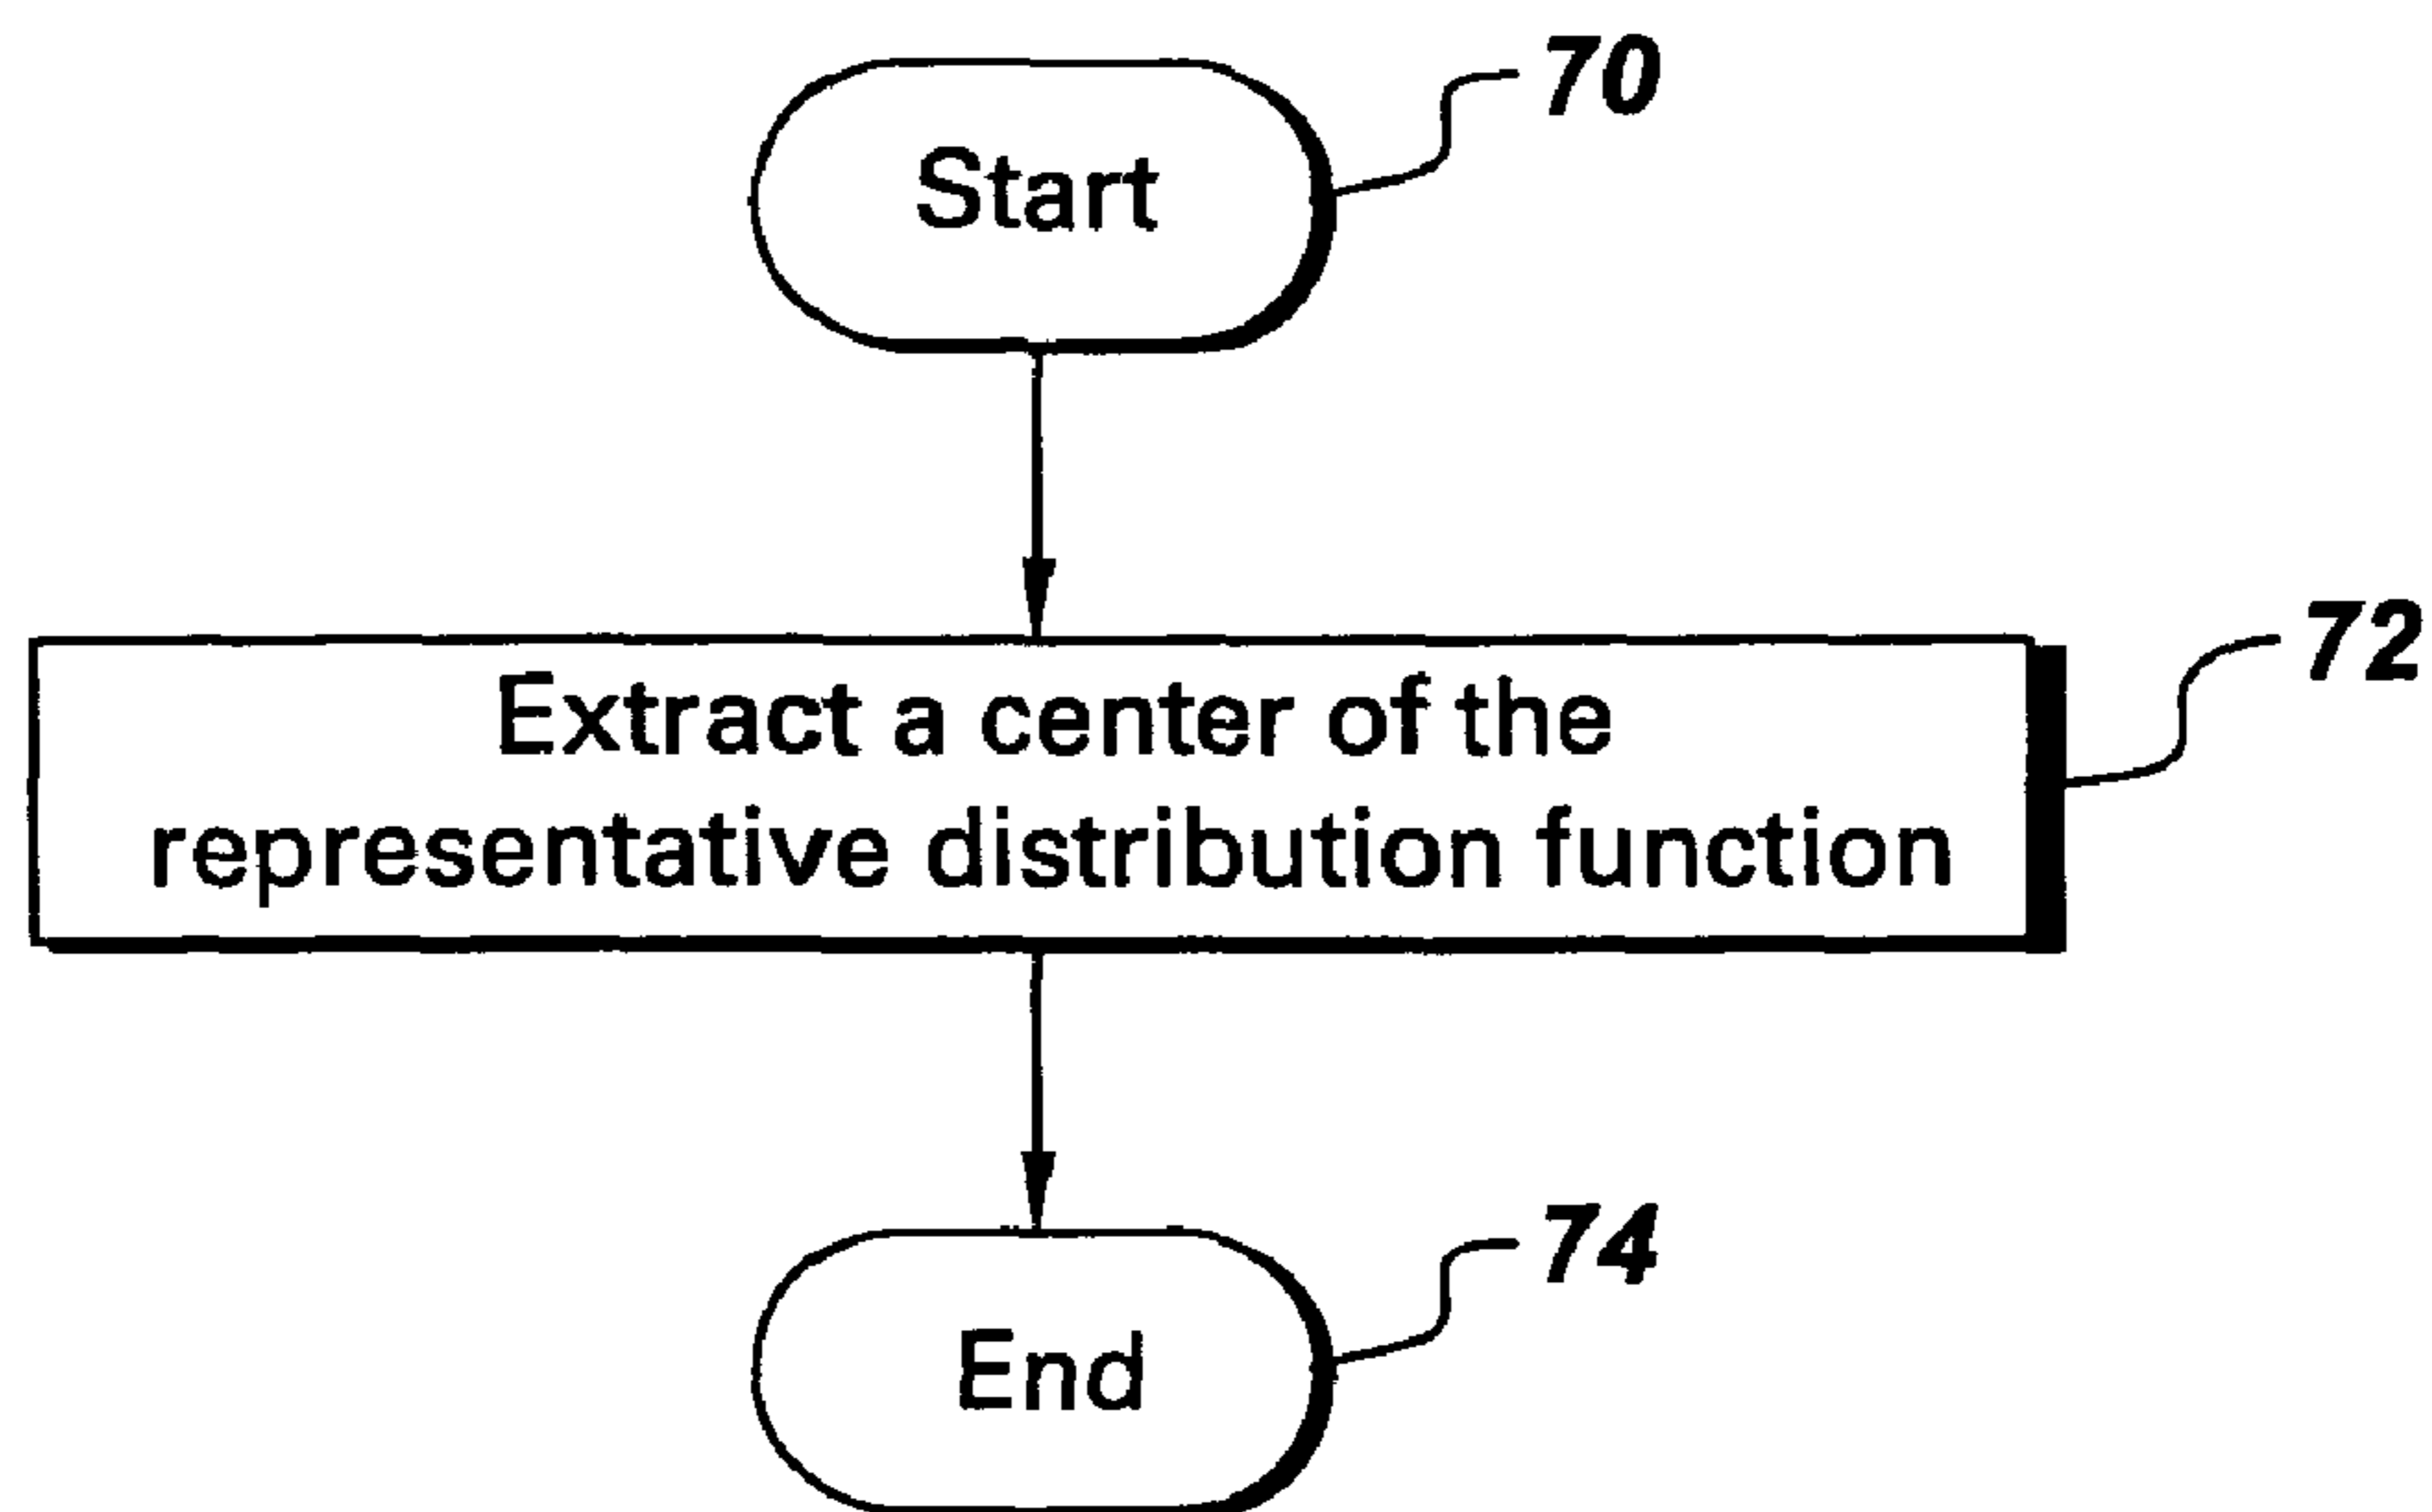 70
Start
72
Extract a center of the
representative distribution function
74
End